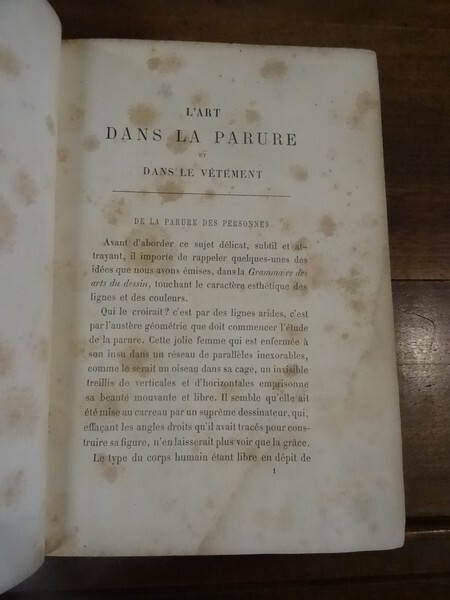 L'ART
DANS LA PARURE
ET
DANS LE VÊTEMENT
DE LA PARURE DES PERSONNES
Avant d'aborder ce sujet délicat, subtil et at-
trayant, il importe de rappeler quelques-unes des
idées que nous avons émises, dans la Grammaire des
arts du dessin, touchant le caractère esthétique des
lignes et des couleurs.
Qui le croirait? c'est par des lignes arides, c'est
par l'austère géométrie que doit commencer l'étude
de la parure. Cette jolie femme qui est enfermée à
son insu dans un réseau de parallèles inexorables,
comme le serait un oiseau dans sa cage, un invisible
treillis de verticales et d'horizontales emprisonne
sa beauté mouvante et libre. Il semble qu'elle ait
été mise au carreau par un suprême dessinateur, qui,
effaçant les angles droits qu'il avait tracés pour cons-
truire sa figure, n'en laisserait plus voir que la grâce.
Le type du corps humain étant libre en dépit de
1